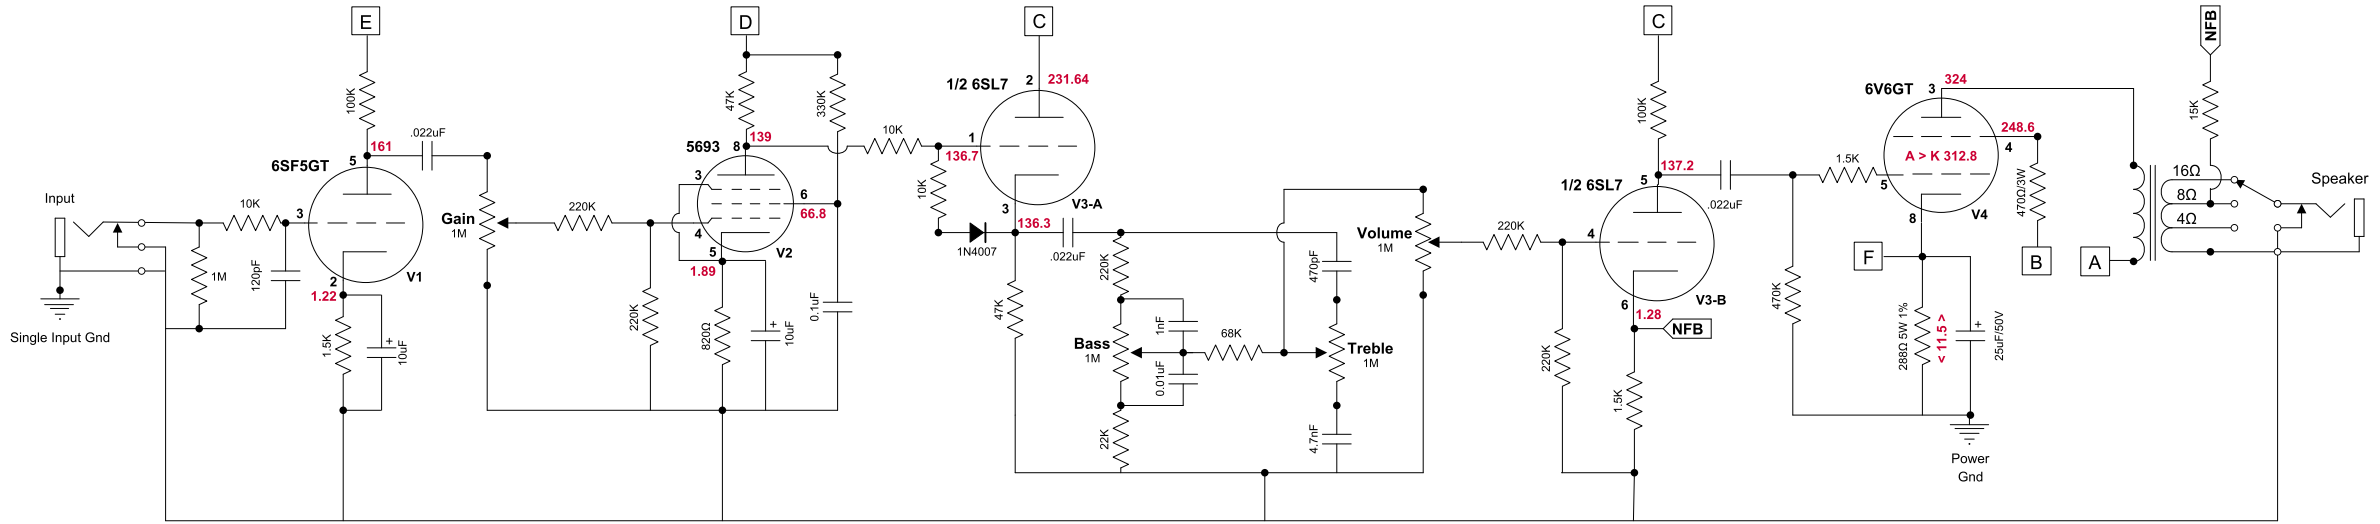 E
100K
161
.022uF
5
6SF5GT
Input
10K
3
1M
120pF
2
1.22
V1
1.5K
+
10uF
Single Input Gnd
Gain
1M
D
47K
330K
139
8
5693
3
6
66.8
220K
4
5
1.89
V2
220K
820Ω
+
10uF
0.1uF
10K
136.7
10K
1N4007
C
2
231.64
1/2 6SL7
1
3
V3-A
136.3
.022uF
47K
220K
470pF
1nF
Bass
1M
68K
Treble
1M
0.01uF
22K
4.7nF
Volume
1M
220K
C
100K
137.2
5
1/2 6SL7
4
6
1.28
V3-B
NFB
220K
1.5K
.022uF
470K
1.5K
324
3
6V6GT
248.6
4
A > K 312.8
5
8
V4
470Ω/3W
F
B
A
288Ω 5W 1%
< 11.5 >
+
25uF/50V
Power
Gnd
NFB
15K
16Ω
8Ω
4Ω
Speaker